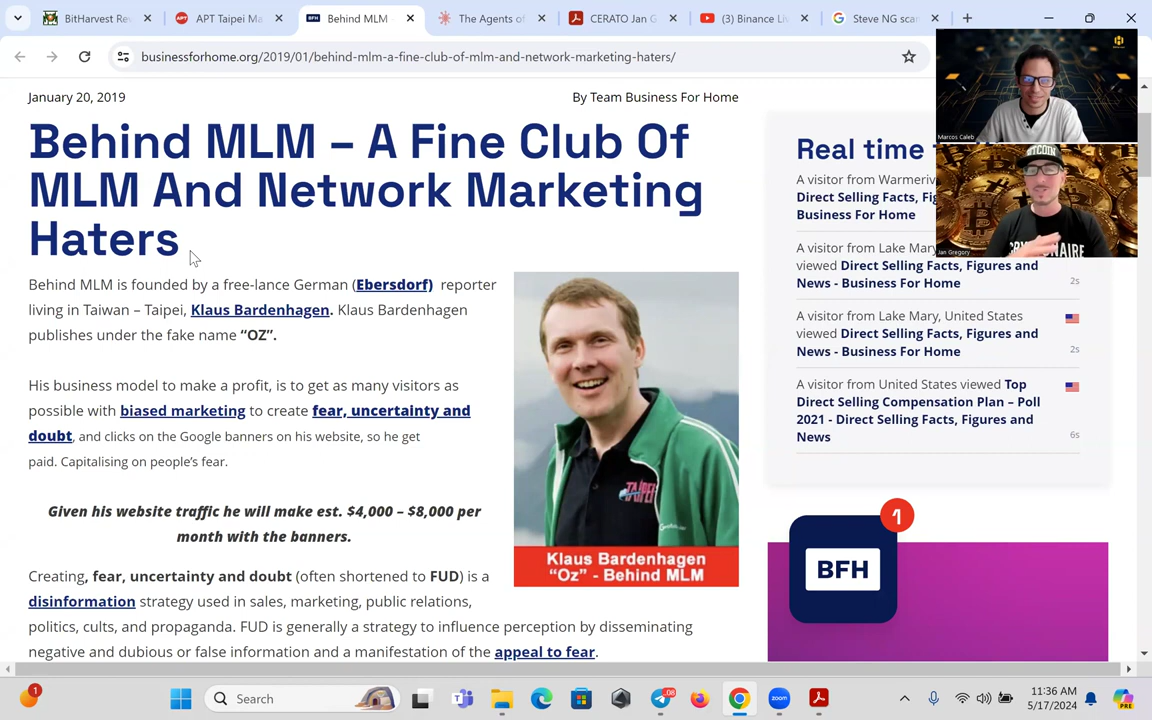 BitHarvest Rev
APT Taipei Ma
Behind MLM
The Agents of
CERATO Jan G
(3) Binance Li
Steve NG scar
businessforhome.org/2019/01/behind-mlm-a-fine-club-of-mlm-and-network-marketing-haters/
January 20, 2019
By Team Business For Home
Behind MLM – A Fine Club Of
MLM And Network Marketing
Haters
Behind MLM is founded by a free-lance German (Ebersdorf) reporter
living in Taiwan – Taipei, Klaus Bardenhagen. Klaus Bardenhagen
publishes under the fake name “OZ”.
His business model to make a profit, is to get as many visitors as
possible with biased marketing to create fear, uncertainty and
doubt, and clicks on the Google banners on his website, so he get
paid. Capitalising on people’s fear.
Given his website traffic he will make est. $4,000 – $8,000 per
month with the banners.
Creating, fear, uncertainty and doubt (often shortened to FUD) is a
disinformation strategy used in sales, marketing, public relations,
politics, cults, and propaganda. FUD is generally a strategy to influence perception by disseminating
negative and dubious or false information and a manifestation of the appeal to fear.
TAIPEI
Klaus Bardenhagen
“Oz” - Behind MLM
Real time
A visitor from Warmeriv
Direct Selling Facts, Fig
Business For Home
A visitor from Lake Mary
viewed Direct Selling Facts, Figures and
News - Business For Home
2s
A visitor from Lake Mary, United States
viewed Direct Selling Facts, Figures and
News - Business For Home
2s
A visitor from United States viewed Top
Direct Selling Compensation Plan – Poll
2021 - Direct Selling Facts, Figures and
News
6s
1
BFH
Marcos Caleb
BITCOIN
Jan Gregory
1
Search
.08
zoom
11:36 AM
5/17/2024
PRE